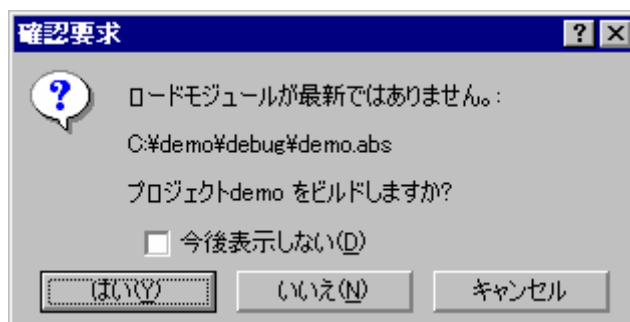 確認要求
ロードモジュールが最新ではありません。:
C:¥demo¥debug¥demo.abs
プロジェクトdemo をビルドしますか?
今後表示しない(D)
はい(Y) いいえ(N) キャンセル